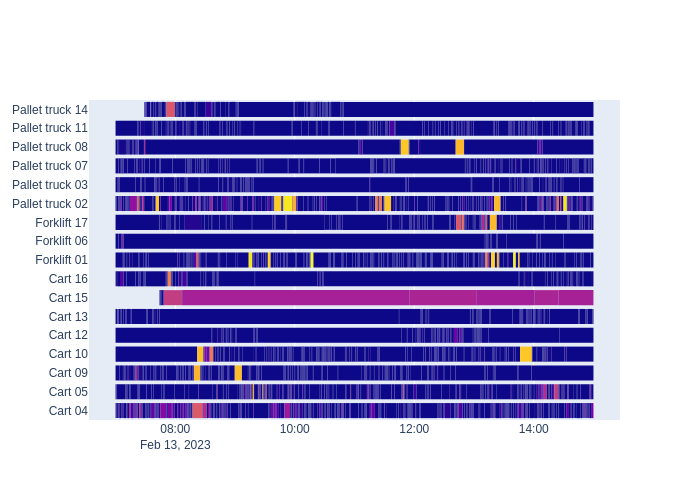 Pallet truck 14
Pallet truck 11
Pallet truck 08
Pallet truck 07
Pallet truck 03
Pallet truck 02
Forklift 17
Forklift 06
Forklift 01
Cart 16
Cart 15
Cart 13
Cart 12
Cart 10
Cart 09
Cart 05
Cart 04
08:00 10:00 12:00 14:00
Feb 13, 2023